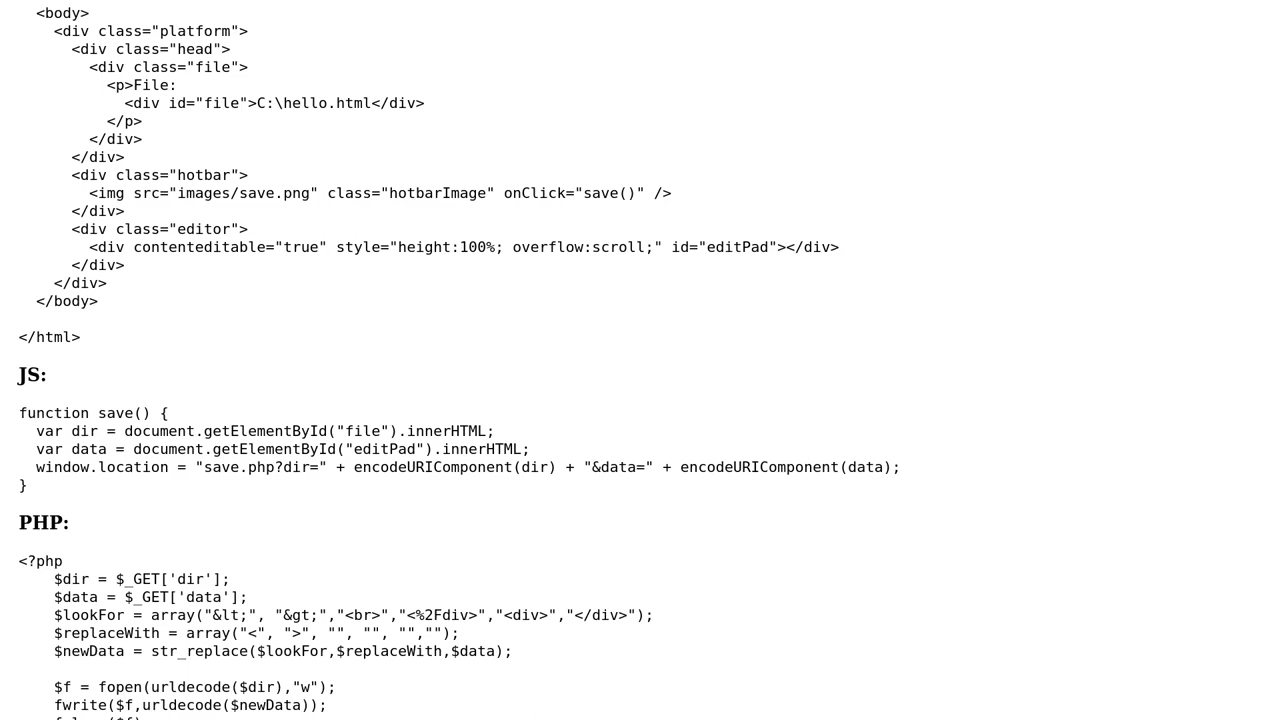 <body>
<div class="platform">
<div class="head">
<div class="file">
<p>File:
<div id="file">C:\hello.html</div>
</p>
</div>
</div>
<div class="hotbar">
<img src="images/save.png" class="hotbarImage" onClick="save()" />
</div>
<div class="editor">
<div contenteditable="true" style="height:100%; overflow:scroll;" id="editPad"></div>
</div>
</div>
</body>
</html>
JS:
function save() {
var dir = document.getElementById("file").innerHTML;
var data = document.getElementById("editPad").innerHTML;
window.location = "save.php?dir=" + encodeURIComponent(dir) + "&data=" + encodeURIComponent(data);
}
PHP:
<?php
$dir = $_GET['dir'];
$data = $_GET['data'];
$lookFor = array("&lt;", "&gt;","<br>","<%2Fdiv>","<div>","</div>");
$replaceWith = array("<", ">", "", "", "","");
$newData = str_replace($lookFor,$replaceWith,$data);
$f = fopen(urldecode($dir),"w");
fwrite($f,urldecode($newData));